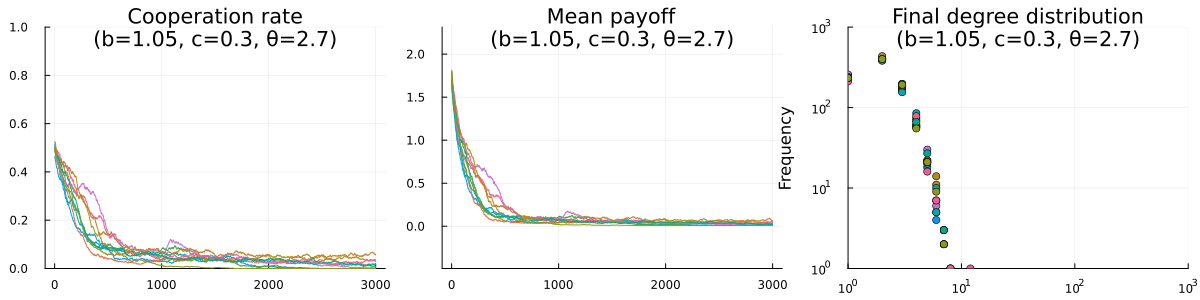 Cooperation rate
(b=1.05, c=0.3, θ=2.7)
1.0
0.8
0.6
0.4
0.2
0.0
0 1000 2000 3000
Mean payoff
(b=1.05, c=0.3, θ=2.7)
2.0
1.5
1.0
0.5
0.0
0 1000 2000 3000
Final degree distribution
(b=1.05, c=0.3, θ=2.7)
Frequency
10³
10²
10¹
10⁰
10⁰ 10¹ 10² 10³